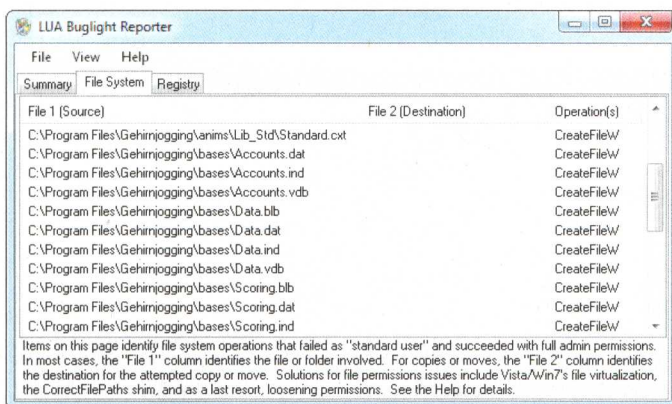 LUA Buglight Reporter
File View Help
Summary File System Registry
File 1 (Source) File 2 (Destination) Operation(s)
C:\Program Files\Gehirnjogging\anims\Lib_Std\Standard.cxt CreateFileW
C:\Program Files\Gehirnjogging\bases\Accounts.dat CreateFileW
C:\Program Files\Gehirnjogging\bases\Accounts.ind CreateFileW
C:\Program Files\Gehirnjogging\bases\Accounts.vdb CreateFileW
C:\Program Files\Gehirnjogging\bases\Data.blb CreateFileW
C:\Program Files\Gehirnjogging\bases\Data.dat CreateFileW
C:\Program Files\Gehirnjogging\bases\Data.ind CreateFileW
C:\Program Files\Gehirnjogging\bases\Data.vdb CreateFileW
C:\Program Files\Gehirnjogging\bases\Scoring.blb CreateFileW
C:\Program Files\Gehirnjogging\bases\Scoring.dat CreateFileW
C:\Program Files\Gehirnjogging\bases\Scoring.ind CreateFileW
Items on this page identify file system operations that failed as "standard user" and succeeded with full admin permissions.
In most cases, the "File 1" column identifies the file or folder involved. For copies or moves, the "File 2" column identifies
the destination for the attempted copy or move. Solutions for file permissions issues include Vista/Win7's file virtualization,
the CorrectFilePaths shim, and as a last resort, loosening permissions. See the Help for details.